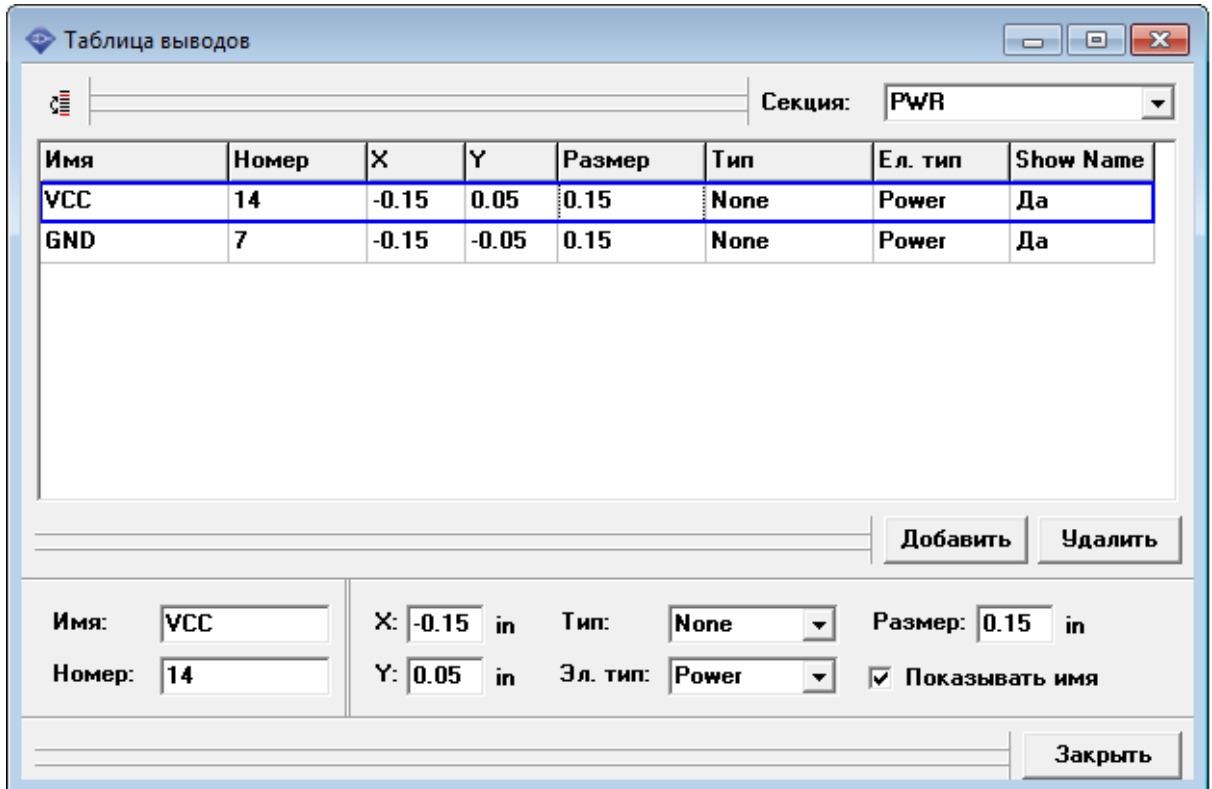 Таблица выводов
Секция: PWR
Имя Номер X Y Размер Тип Ел. тип Show Name
VCC 14 -0.15 0.05 0.15 None Power Да
GND 7 -0.15 -0.05 0.15 None Power Да
Добавить Удалить
Имя: VCC X: -0.15 in Тип: None Размер: 0.15 in
Номер: 14 Y: 0.05 in Эл. тип: Power Показывать имя
Закрыть